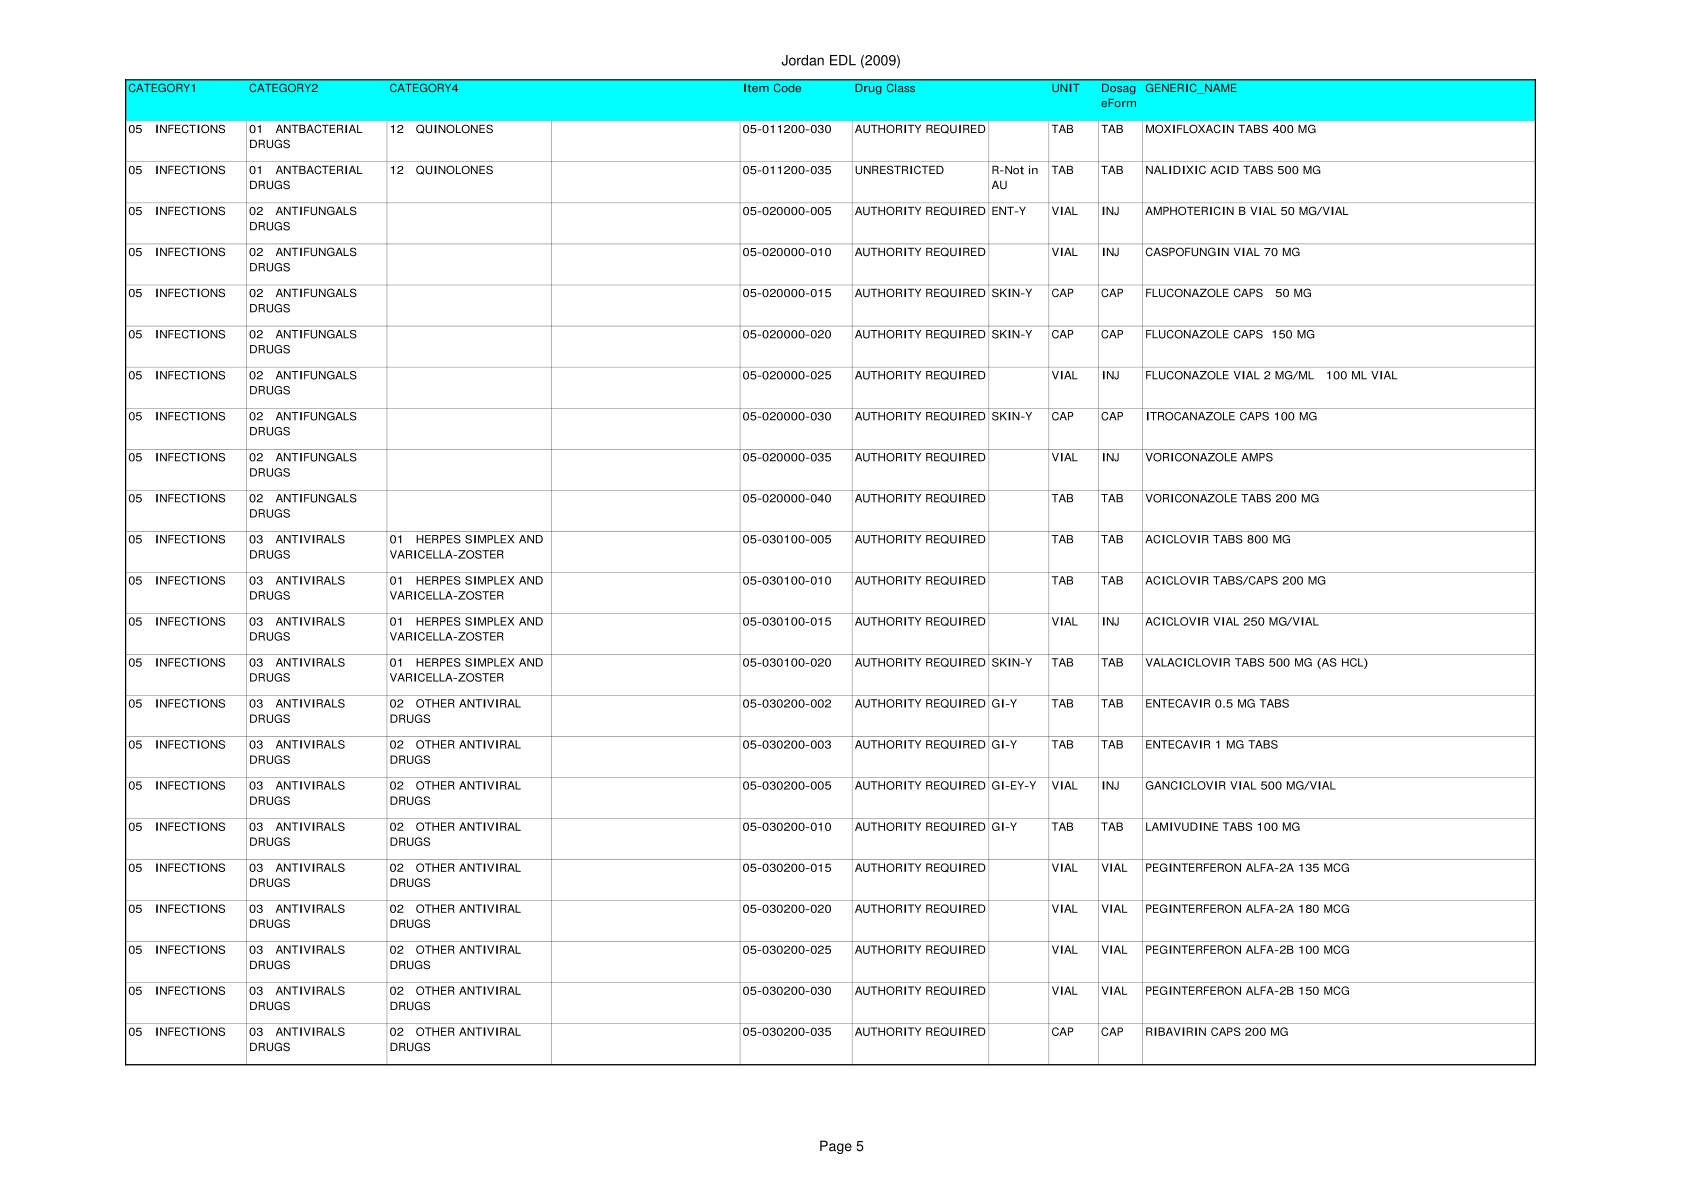 Jordan EDL (2009)
CATEGORY1 CATEGORY2 CATEGORY4 Item Code Drug Class UNIT Dosag GENERIC_NAME
eForm
05 INFECTIONS 01 ANTBACTERIAL 12 QUINOLONES 05-011200-030 AUTHORITY REQUIRED TAB TAB MOXIFLOXACIN TABS 400 MG
DRUGS
05 INFECTIONS 01 ANTBACTERIAL 12 QUINOLONES 05-011200-035 UNRESTRICTED R-Not in TAB TAB NALIDIXIC ACID TABS 500 MG
DRUGS AU
05 INFECTIONS 02 ANTIFUNGALS 05-020000-005 AUTHORITY REQUIRED ENT-Y VIAL INJ AMPHOTERICIN B VIAL 50 MG/VIAL
DRUGS
05 INFECTIONS 02 ANTIFUNGALS 05-020000-010 AUTHORITY REQUIRED VIAL INJ CASPOFUNGIN VIAL 70 MG
DRUGS
05 INFECTIONS 02 ANTIFUNGALS 05-020000-015 AUTHORITY REQUIRED SKIN-Y CAP CAP FLUCONAZOLE CAPS 50 MG
DRUGS
05 INFECTIONS 02 ANTIFUNGALS 05-020000-020 AUTHORITY REQUIRED SKIN-Y CAP CAP FLUCONAZOLE CAPS 150 MG
DRUGS
05 INFECTIONS 02 ANTIFUNGALS 05-020000-025 AUTHORITY REQUIRED VIAL INJ FLUCONAZOLE VIAL 2 MG/ML 100 ML VIAL
DRUGS
05 INFECTIONS 02 ANTIFUNGALS 05-020000-030 AUTHORITY REQUIRED SKIN-Y CAP CAP ITROCANAZOLE CAPS 100 MG
DRUGS
05 INFECTIONS 02 ANTIFUNGALS 05-020000-035 AUTHORITY REQUIRED VIAL INJ VORICONAZOLE AMPS
DRUGS
05 INFECTIONS 02 ANTIFUNGALS 05-020000-040 AUTHORITY REQUIRED TAB TAB VORICONAZOLE TABS 200 MG
DRUGS
05 INFECTIONS 03 ANTIVIRALS 01 HERPES SIMPLEX AND 05-030100-005 AUTHORITY REQUIRED TAB TAB ACICLOVIR TABS 800 MG
DRUGS VARICELLA-ZOSTER
05 INFECTIONS 03 ANTIVIRALS 01 HERPES SIMPLEX AND 05-030100-010 AUTHORITY REQUIRED TAB TAB ACICLOVIR TABS/CAPS 200 MG
DRUGS VARICELLA-ZOSTER
05 INFECTIONS 03 ANTIVIRALS 01 HERPES SIMPLEX AND 05-030100-015 AUTHORITY REQUIRED VIAL INJ ACICLOVIR VIAL 250 MG/VIAL
DRUGS VARICELLA-ZOSTER
05 INFECTIONS 03 ANTIVIRALS 01 HERPES SIMPLEX AND 05-030100-020 AUTHORITY REQUIRED SKIN-Y TAB TAB VALACICLOVIR TABS 500 MG (AS HCL)
DRUGS VARICELLA-ZOSTER
05 INFECTIONS 03 ANTIVIRALS 02 OTHER ANTIVIRAL 05-030200-002 AUTHORITY REQUIRED GI-Y TAB TAB ENTECAVIR 0.5 MG TABS
DRUGS DRUGS
05 INFECTIONS 03 ANTIVIRALS 02 OTHER ANTIVIRAL 05-030200-003 AUTHORITY REQUIRED GI-Y TAB TAB ENTECAVIR 1 MG TABS
DRUGS DRUGS
05 INFECTIONS 03 ANTIVIRALS 02 OTHER ANTIVIRAL 05-030200-005 AUTHORITY REQUIRED GI-EY-Y VIAL INJ GANCICLOVIR VIAL 500 MG/VIAL
DRUGS DRUGS
05 INFECTIONS 03 ANTIVIRALS 02 OTHER ANTIVIRAL 05-030200-010 AUTHORITY REQUIRED GI-Y TAB TAB LAMIVUDINE TABS 100 MG
DRUGS DRUGS
05 INFECTIONS 03 ANTIVIRALS 02 OTHER ANTIVIRAL 05-030200-015 AUTHORITY REQUIRED VIAL VIAL PEGINTERFERON ALFA-2A 135 MCG
DRUGS DRUGS
05 INFECTIONS 03 ANTIVIRALS 02 OTHER ANTIVIRAL 05-030200-020 AUTHORITY REQUIRED VIAL VIAL PEGINTERFERON ALFA-2A 180 MCG
DRUGS DRUGS
05 INFECTIONS 03 ANTIVIRALS 02 OTHER ANTIVIRAL 05-030200-025 AUTHORITY REQUIRED VIAL VIAL PEGINTERFERON ALFA-2B 100 MCG
DRUGS DRUGS
05 INFECTIONS 03 ANTIVIRALS 02 OTHER ANTIVIRAL 05-030200-030 AUTHORITY REQUIRED VIAL VIAL PEGINTERFERON ALFA-2B 150 MCG
DRUGS DRUGS
05 INFECTIONS 03 ANTIVIRALS 02 OTHER ANTIVIRAL 05-030200-035 AUTHORITY REQUIRED CAP CAP RIBAVIRIN CAPS 200 MG
DRUGS DRUGS
Page 5